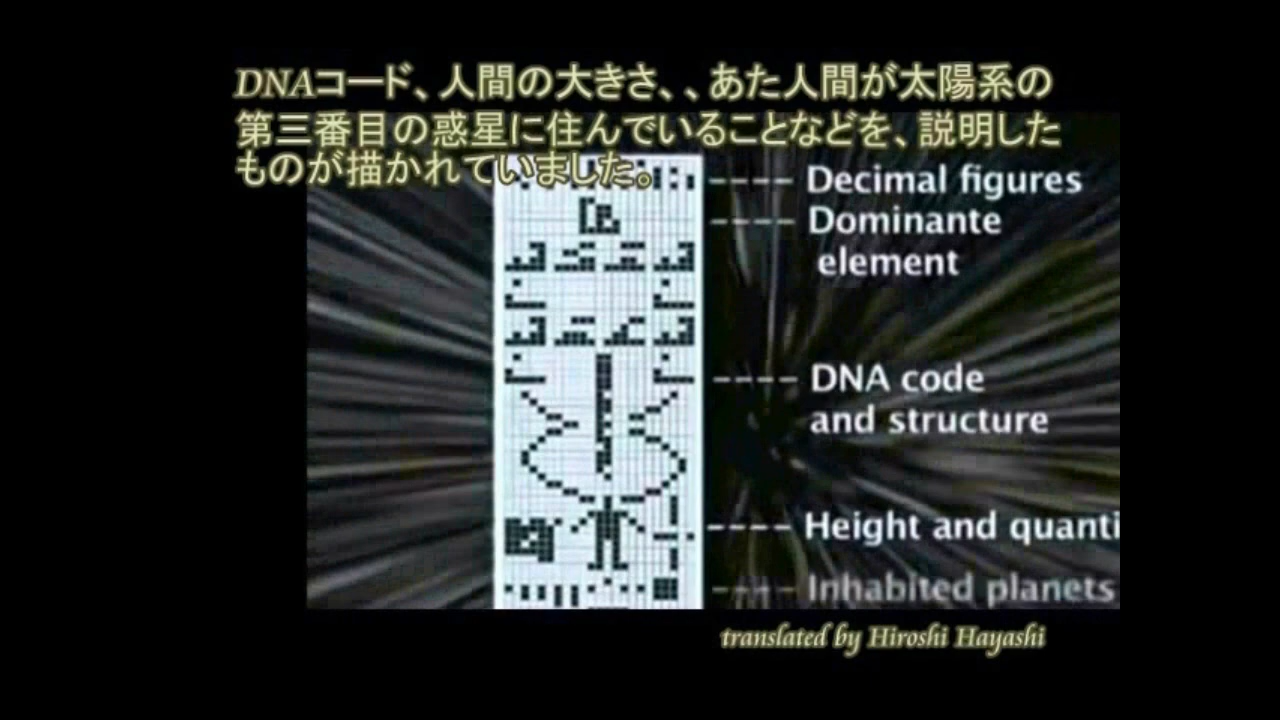 DNAコード、人間の大きさ、、あた人間が太陽系の
第三番目の惑星に住んでいることなどを、説明した
ものが描かれていました。
Decimal figures
Dominante
element
DNA code
and structure
Height and quanti
Inhabited planets
translated by Hiroshi Hayashi